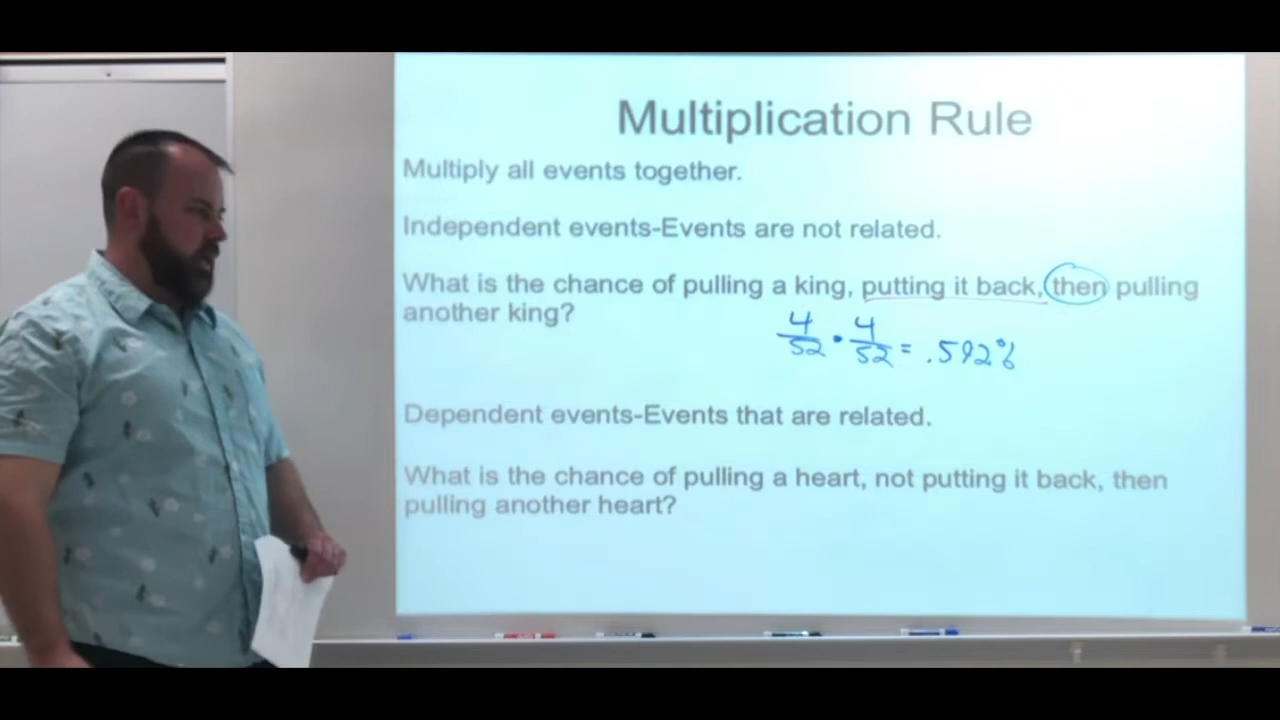 Multiplication Rule
Multiply all events together.
Independent events-Events are not related.
What is the chance of pulling a king, putting it back, then pulling
another king?
4/52 • 4/52 = .592%
Dependent events-Events that are related.
What is the chance of pulling a heart, not putting it back, then
pulling another heart?